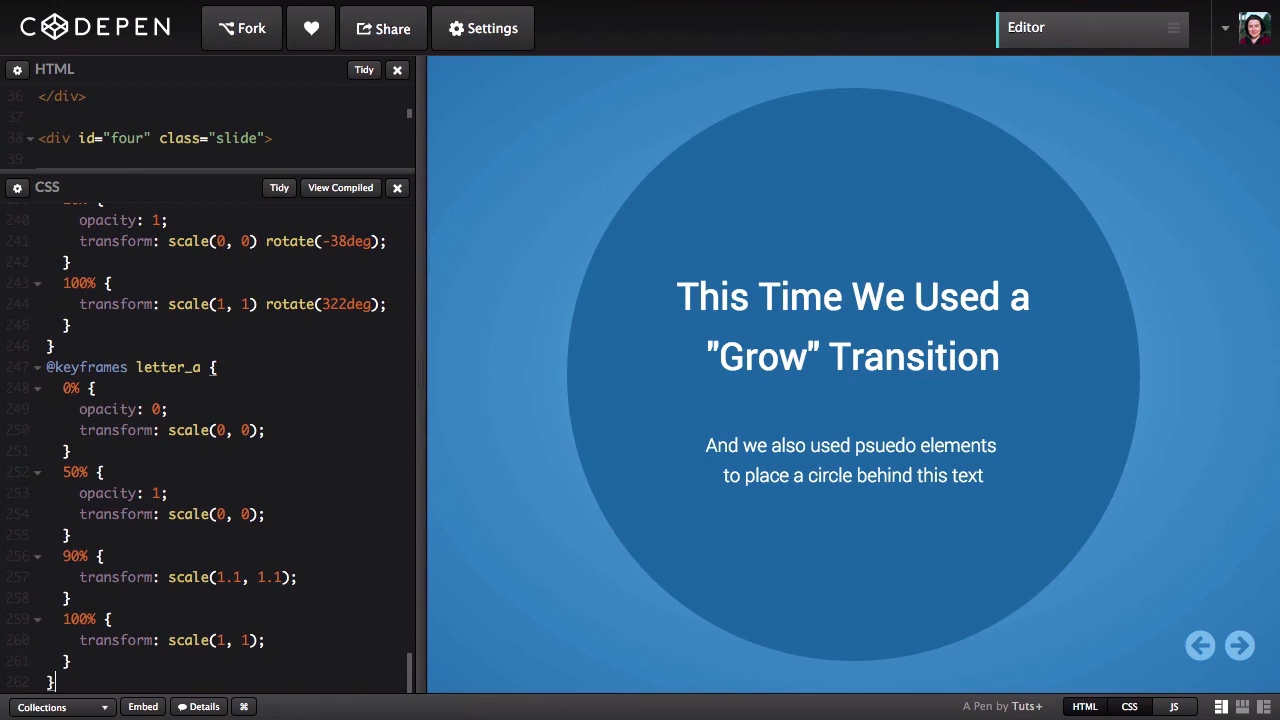 CODEPEN
Fork
Share
Settings
Editor
HTML
Tidy
36 </div>
37
38 <div id="four" class="slide">
39
CSS
Tidy
View Compiled
240 opacity: 1;
241 transform: scale(0, 0) rotate(-38deg);
242 }
243 100% {
244 transform: scale(1, 1) rotate(322deg);
245 }
246 }
247 @keyframes letter_a {
248 0% {
249 opacity: 0;
250 transform: scale(0, 0);
251 }
252 50% {
253 opacity: 1;
254 transform: scale(0, 0);
255 }
256 90% {
257 transform: scale(1.1, 1.1);
258 }
259 100% {
260 transform: scale(1, 1);
261 }
262 }
This Time We Used a
"Grow" Transition
And we also used psuedo elements
to place a circle behind this text
Collections
Embed
Details
⌘
A Pen by Tuts+
HTML
CSS
JS